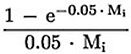 1 − e^{−0.05 · M_i}
0.05 · M_i